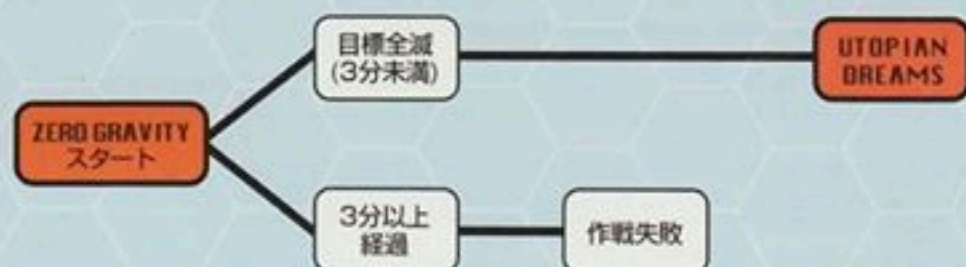 ZERO GRAVITY
スタート
目標全滅
(3分未満)
UTOPIAN
DREAMS
3分以上
経過
作戦失敗